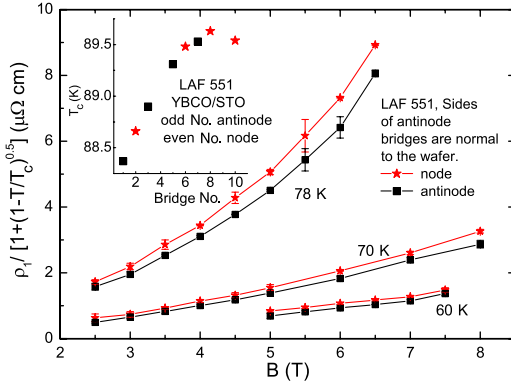 ρ₁/ [1+(1-T/T_C)^0.5] (μΩ cm)
10
8
6
4
2
0
2
3
4
5
6
7
8
B (T)
T_C (K)
89.5
89.0
88.5
2
4
6
8
10
Bridge No.
LAF 551
YBCO/STO
odd No. antinode
even No. node
LAF 551, Sides
of antinode
bridges are normal
to the wafer.
node
antinode
78 K
70 K
60 K